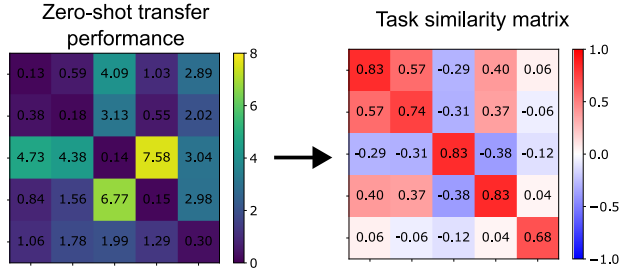 Zero-shot transfer
performance
Task similarity matrix
0.13 0.59 4.09 1.03 2.89
0.38 0.18 3.13 0.55 2.02
4.73 4.38 0.14 7.58 3.04
0.84 1.56 6.77 0.15 2.98
1.06 1.78 1.99 1.29 0.30
8
6
4
2
0
0.83 0.57 -0.29 0.40 0.06
0.57 0.74 -0.31 0.37 -0.06
-0.29 -0.31 0.83 -0.38 -0.12
0.40 0.37 -0.38 0.83 0.04
0.06 -0.06 -0.12 0.04 0.68
1.0
0.5
0.0
-0.5
-1.0